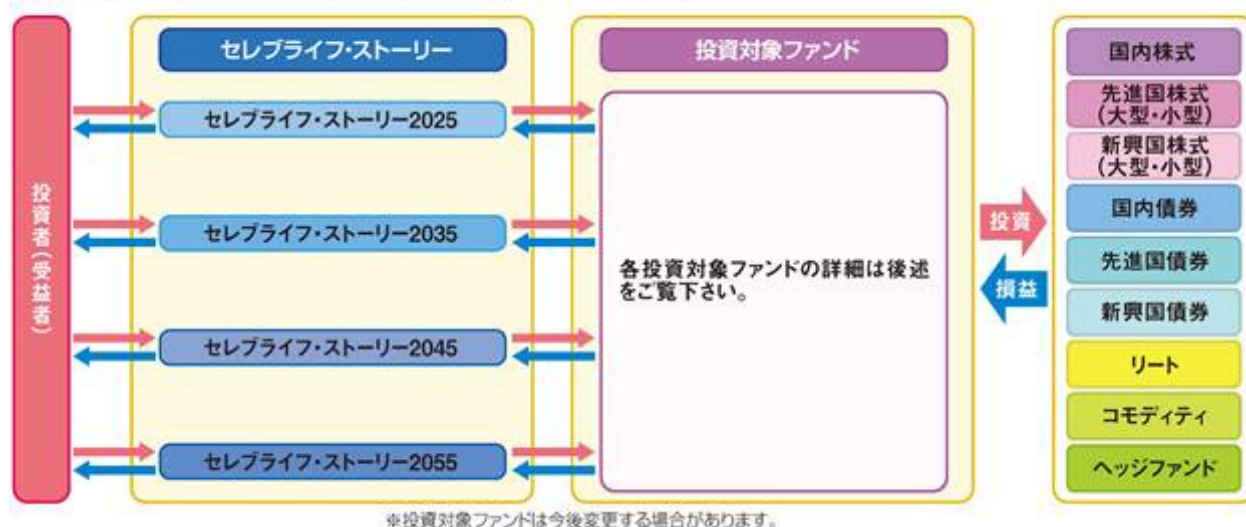 投資者(受益者)
セレブライフ・ストーリー
セレブライフ・ストーリー2025
セレブライフ・ストーリー2035
セレブライフ・ストーリー2045
セレブライフ・ストーリー2055
投資対象ファンド
各投資対象ファンドの詳細は後述
をご覧下さい。
投資
損益
国内株式
先進国株式
(大型・小型)
新興国株式
(大型・小型)
国内債券
先進国債券
新興国債券
リート
コモディティ
ヘッジファンド
※投資対象ファンドは今後変更する場合があります。